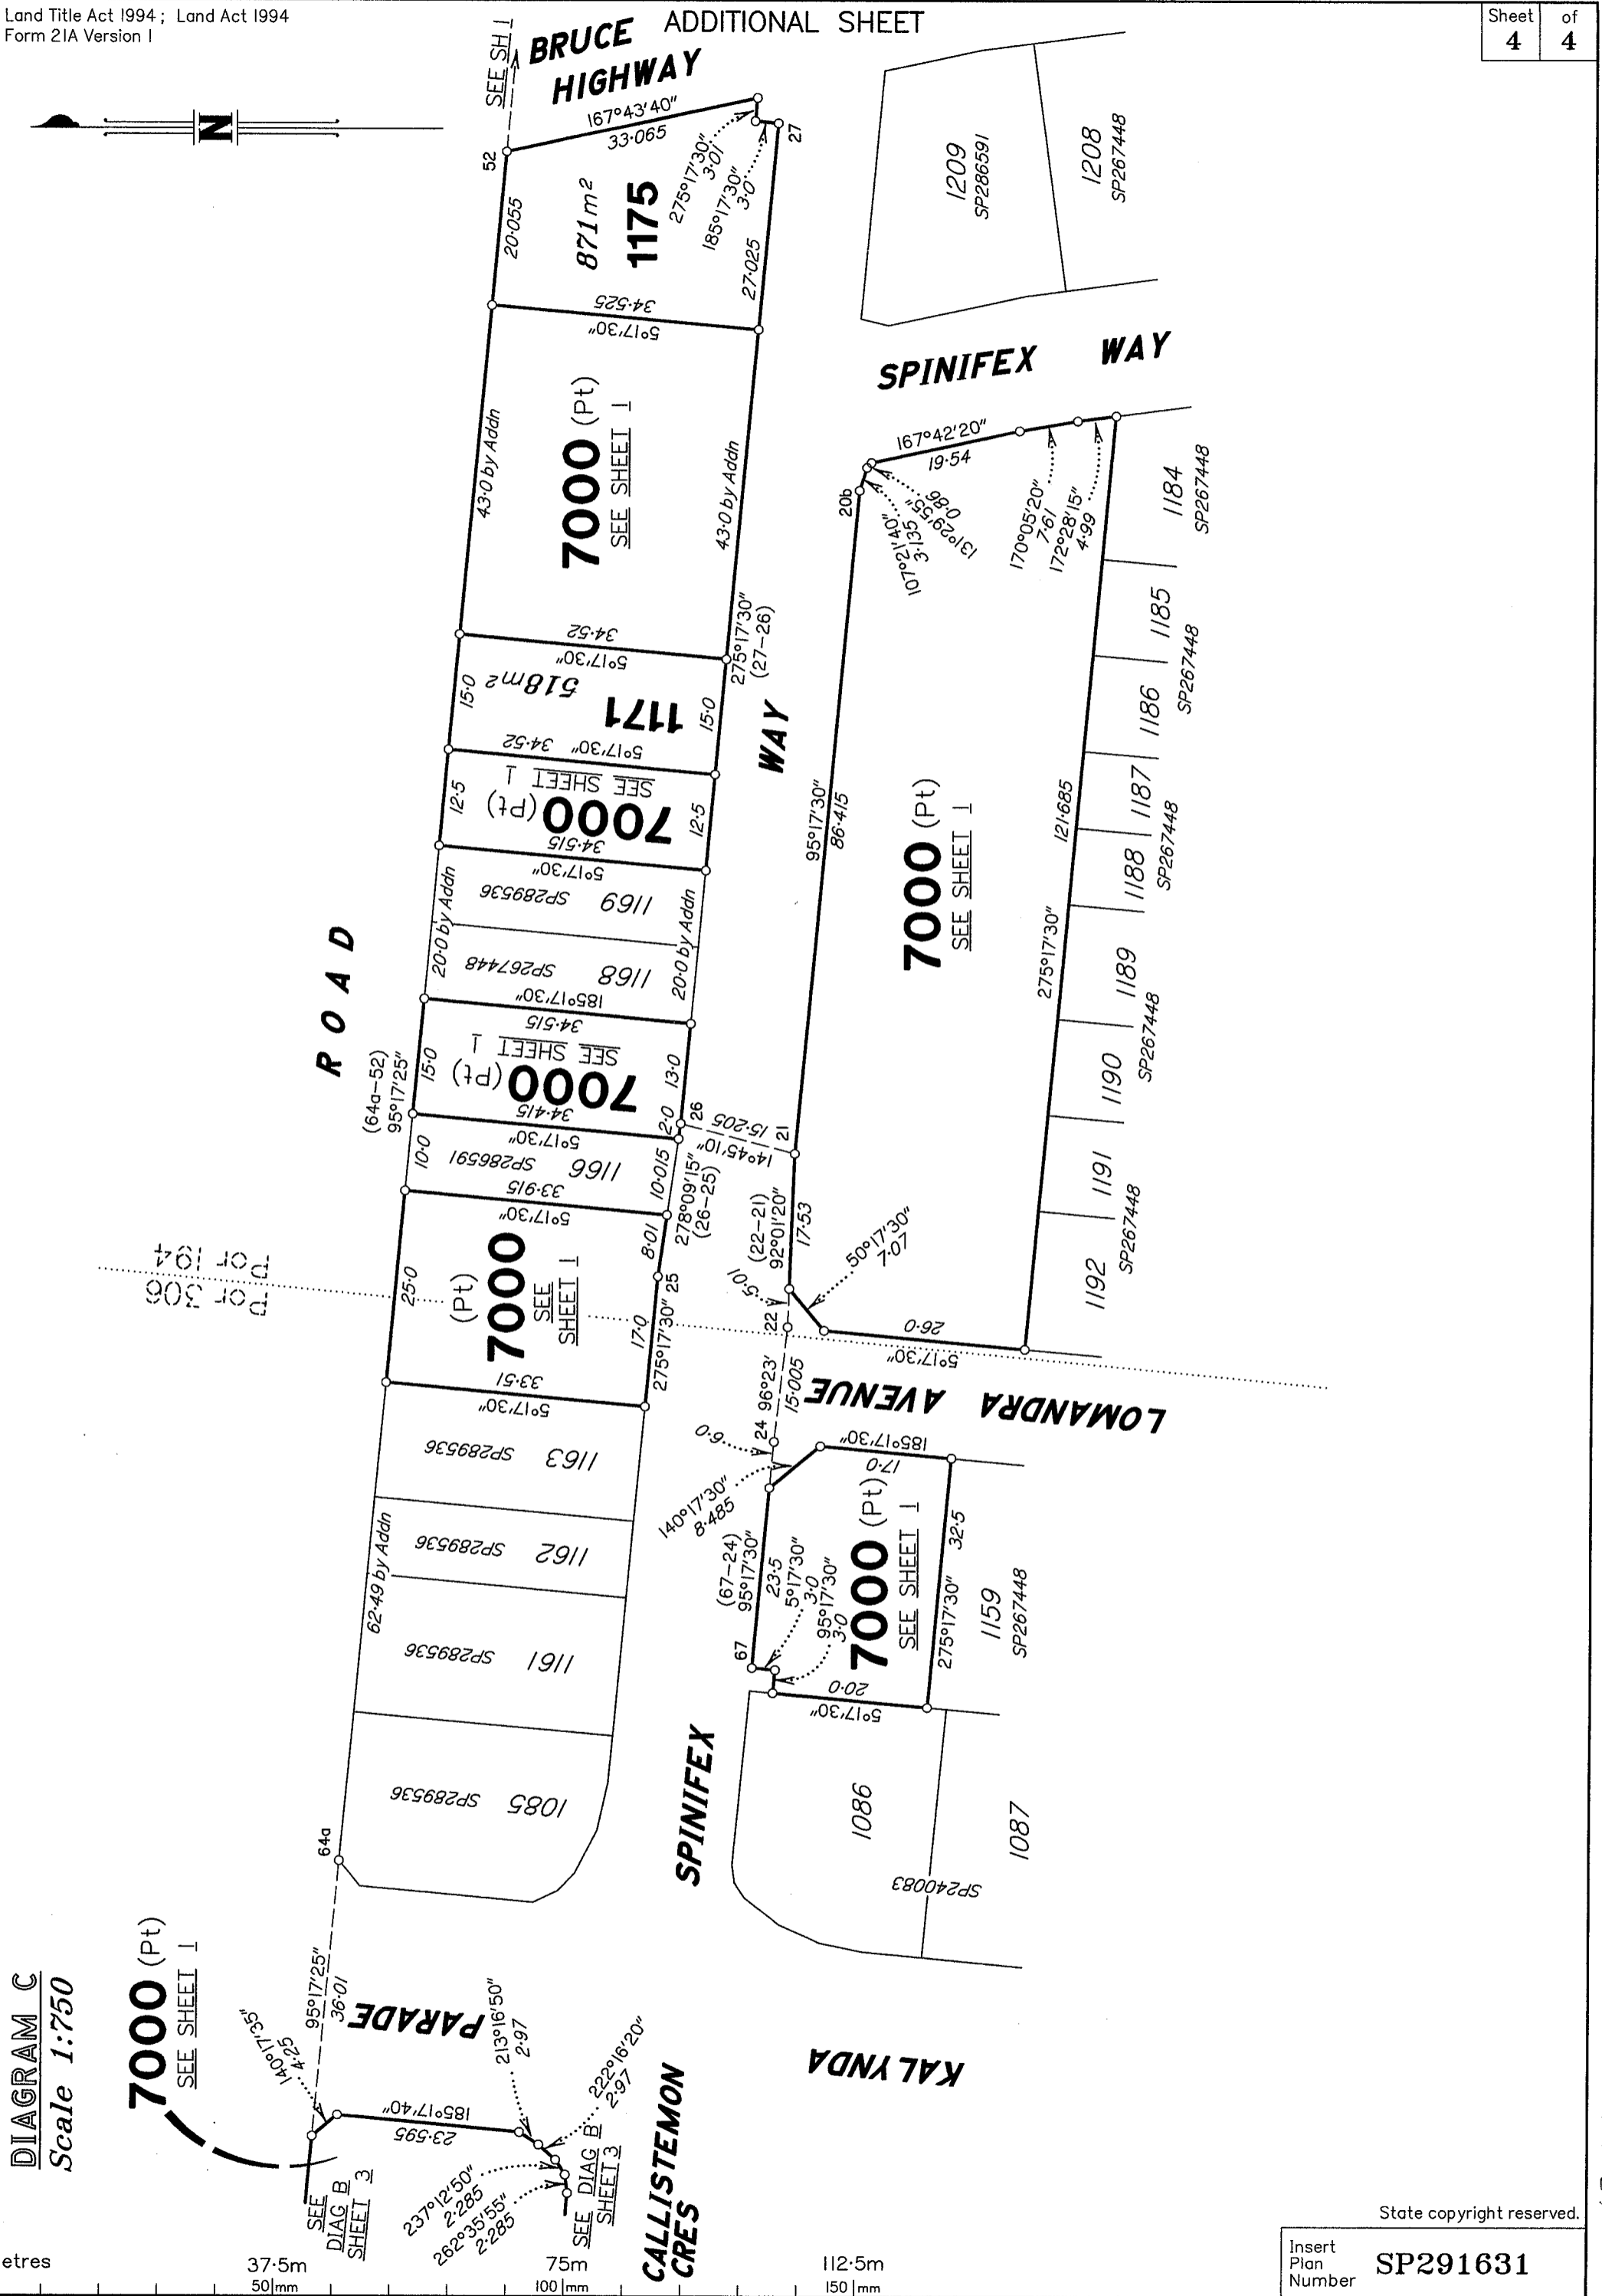 Land Title Act 1994 ; Land Act 1994
Form 21A Version 1
ADDITIONAL SHEET
Sheet of
4 4
N
SEE SH 1
BRUCE
HIGHWAY
52
167°43'40"
33·065
275°17'30"
3·01
185°17'30"
3·0
27
20·055
871m²
1175
27·025
34·525
5°17'30"
1209
SP286591
1208
SP267448
43·0 by Addn
7000 (Pt)
SEE SHEET 1
43·0 by Addn
SPINIFEX WAY
167°42'20"
19·54
20b
107°21'40"
3·135
131°29'55"
0·86
170°05'20"
7·61
172°28'15"
4·99
1184
SP267448
34·52
5°17'30"
275°17'30"
(27-26)
15·0
518m²
1171
15·0
5°17'30"
34·52
WAY
1185
SP267448
1186
12·5
7000 (Pt)
SEE SHEET 1
12·5
34·515
5°17'30"
95°17'30"
86·415
7000 (Pt)
SEE SHEET 1
121·685
275°17'30"
1187
SP267448
1188
ROAD
20·0 by Addn
1169
SP289536
1168
SP267448
20·0 by Addn
185°17'30"
34·515
1189
SP267448
1190
(64a-52)
95°17'25"
15·0
7000 (Pt)
SEE SHEET 1
13·0
34·415
5°17'30"
2·0
26
15·205
14°45'10"
21
10·0
1166
SP286591
10·015
278°09'15"
(26-25)
33·915
5°17'30"
1191
SP267448
1192
(22-21)
92°01'20"
17·53
50°17'30"
7·07
5·01
22
Por 194
Por 306
25·0
7000
(Pt)
SEE
SHEET 1
8·01
25
17·0
275°17'30"
26·0
5°17'30"
33·51
5°17'30"
96°23'
15·005
24
6·0
LOMANDRA AVENUE
1163
SP289536
140°17'30"
8·485
185°17'30"
17·0
62·49 by Addn
1162
SP289536
(67-24)
95°17'30"
23·5
5°17'30"
3·0
95°17'30"
3·0
7000 (Pt)
SEE SHEET 1
32·5
275°17'30"
1159
SP267448
1161
SP289536
67
20·0
5°17'30"
SPINIFEX
1085
SP289536
64a
1086
1087
SP240083
DIAGRAM C
Scale 1:750
7000 (Pt)
SEE SHEET 1
95°17'25"
36·01
140°17'35"
4·25
PARADE
KALYNDA
213°16'50"
2·97
222°16'20"
2·97
185°17'40"
23·595
237°12'50"
2·285
262°35'55"
2·285
SEE
DIAG B
SHEET 3
SEE DIAG B
SHEET 3
CALLISTEMON
CRES
State copyright reserved.
Insert
Plan
Number
SP291631
etres 37·5m 75m 112·5m
50 mm 100 mm 150 mm